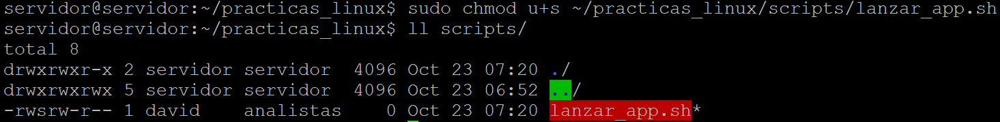 servidor@servidor:~/practicas_linux$ sudo chmod u+s ~/practicas_linux/scripts/lanzar_app.sh
servidor@servidor:~/practicas_linux$ ll scripts/
total 8
drwxrwxr-x 2 servidor servidor  4096 Oct 23 07:20 ./
drwxrwxrwx 5 servidor servidor  4096 Oct 23 06:52 ../
-rwsrw-r-- 1 david    analistas    0 Oct 23 07:20 lanzar_app.sh*